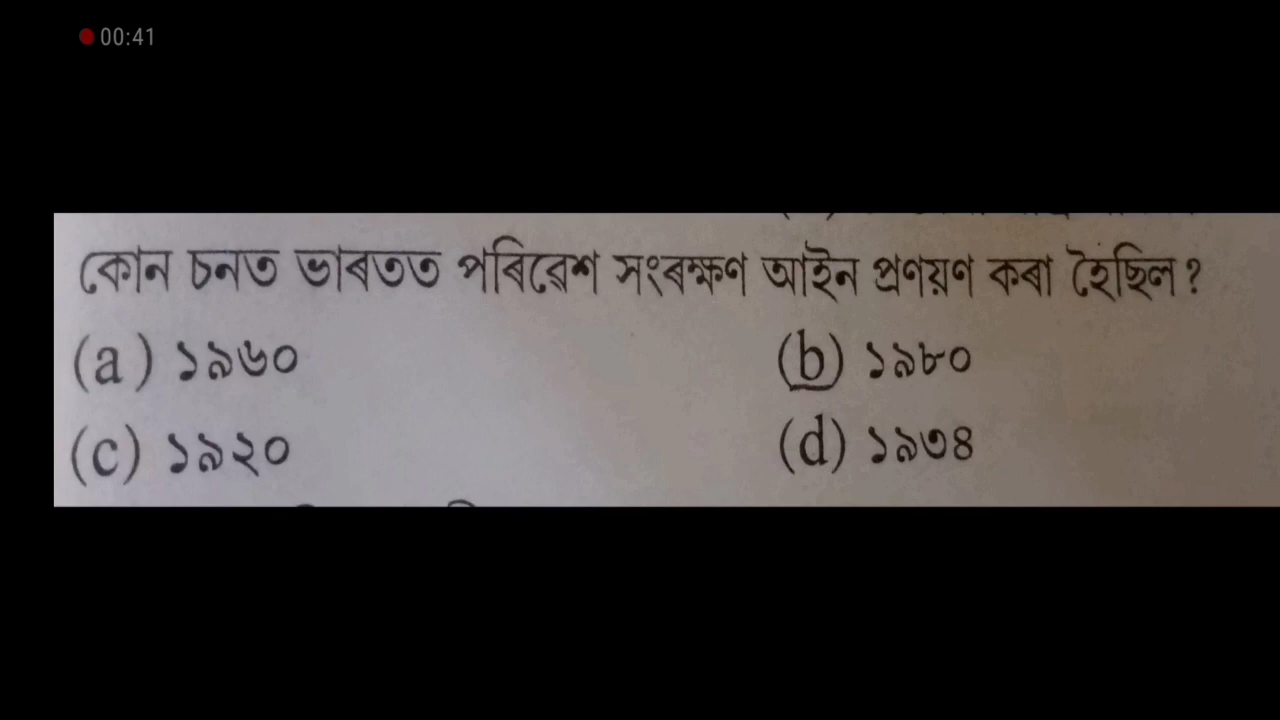 00:41
কোন চনত ভাৰতত পৰিৱেশ সংৰক্ষণ আইন প্ৰণয়ণ কৰা হৈছিল ?
(a) ১৯৬০ (b) ১৯৮০
(c) ১৯২০ (d) ১৯৩৪